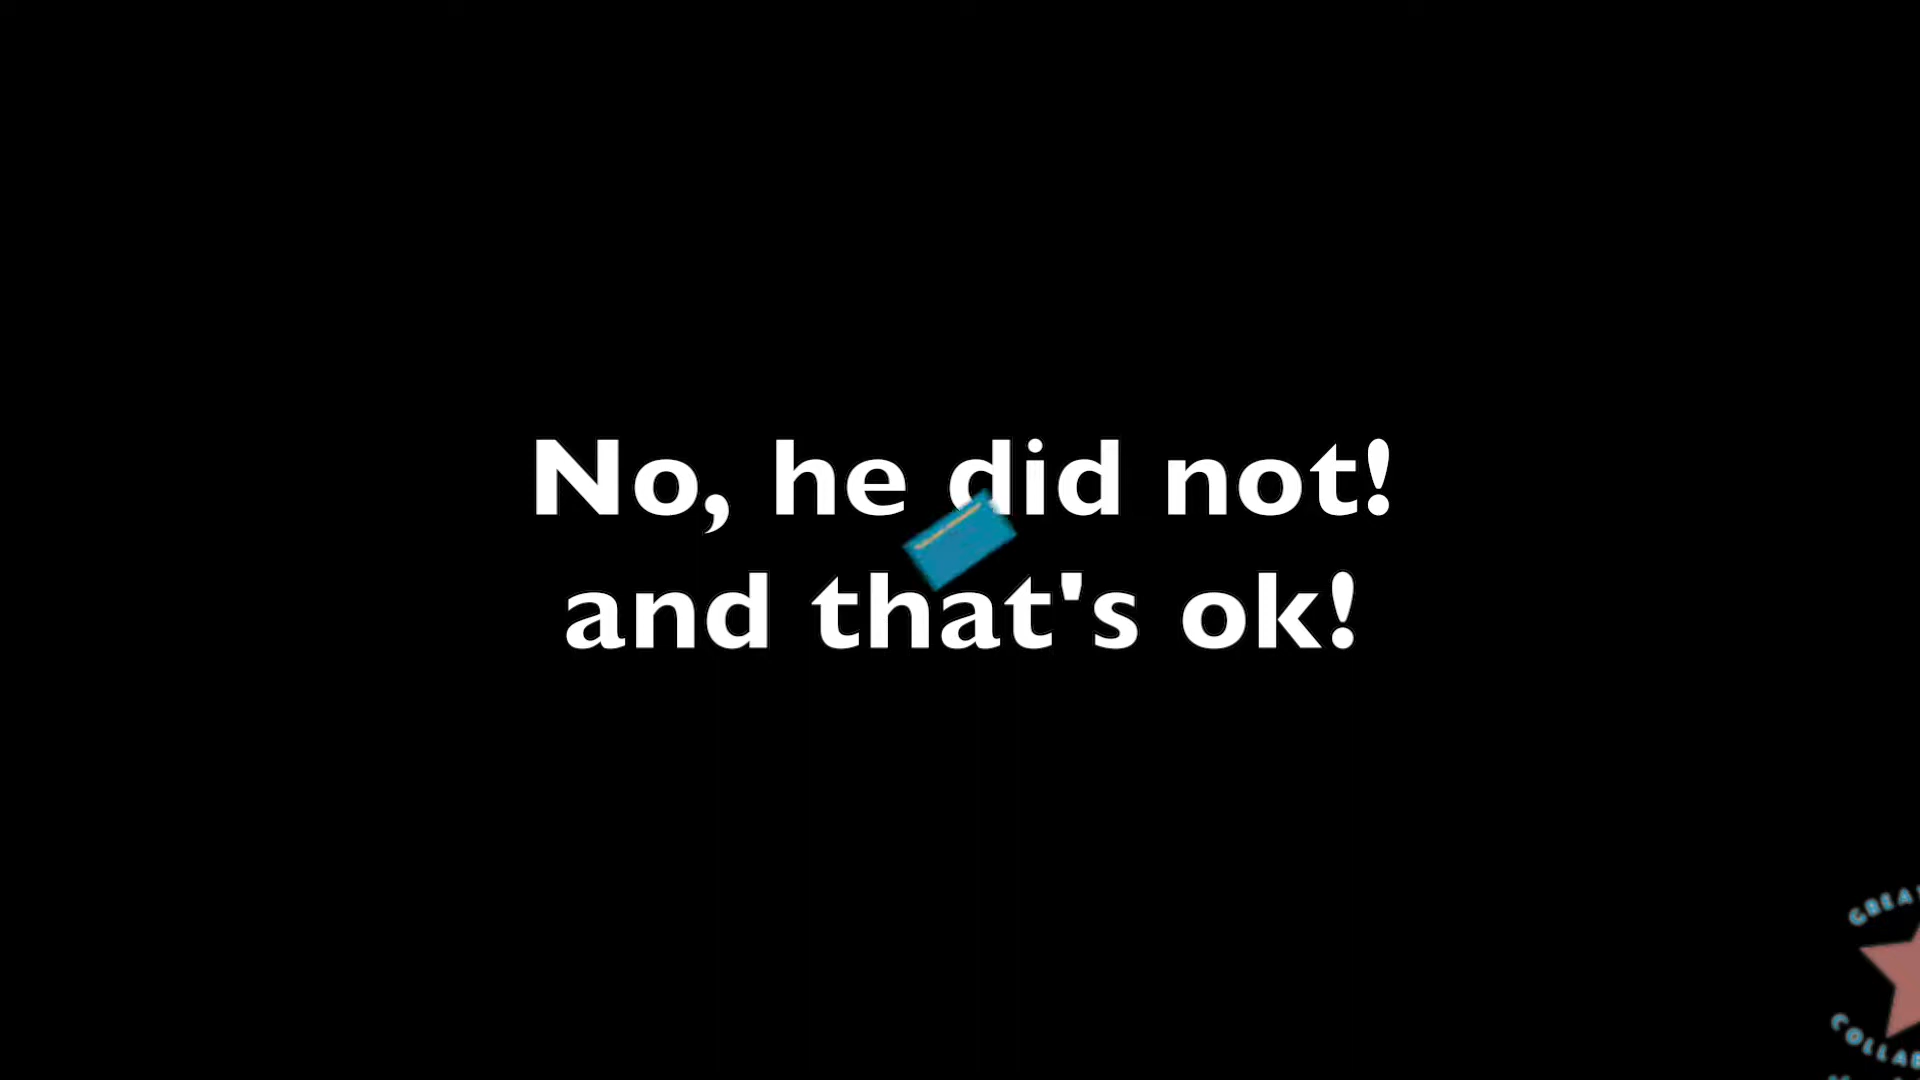 No, he did not!
and that's ok!